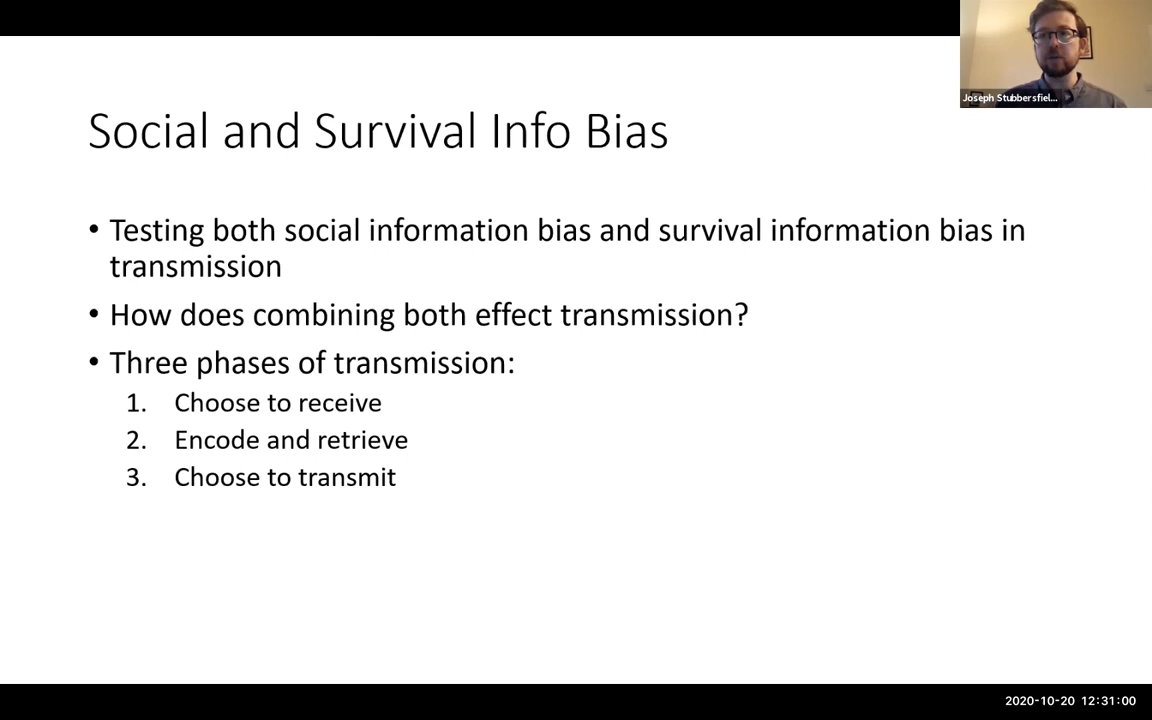 Joseph Stubbersfiel...
Social and Survival Info Bias
• Testing both social information bias and survival information bias in
transmission
• How does combining both effect transmission?
• Three phases of transmission:
1. Choose to receive
2. Encode and retrieve
3. Choose to transmit
2020-10-20 12:31:00